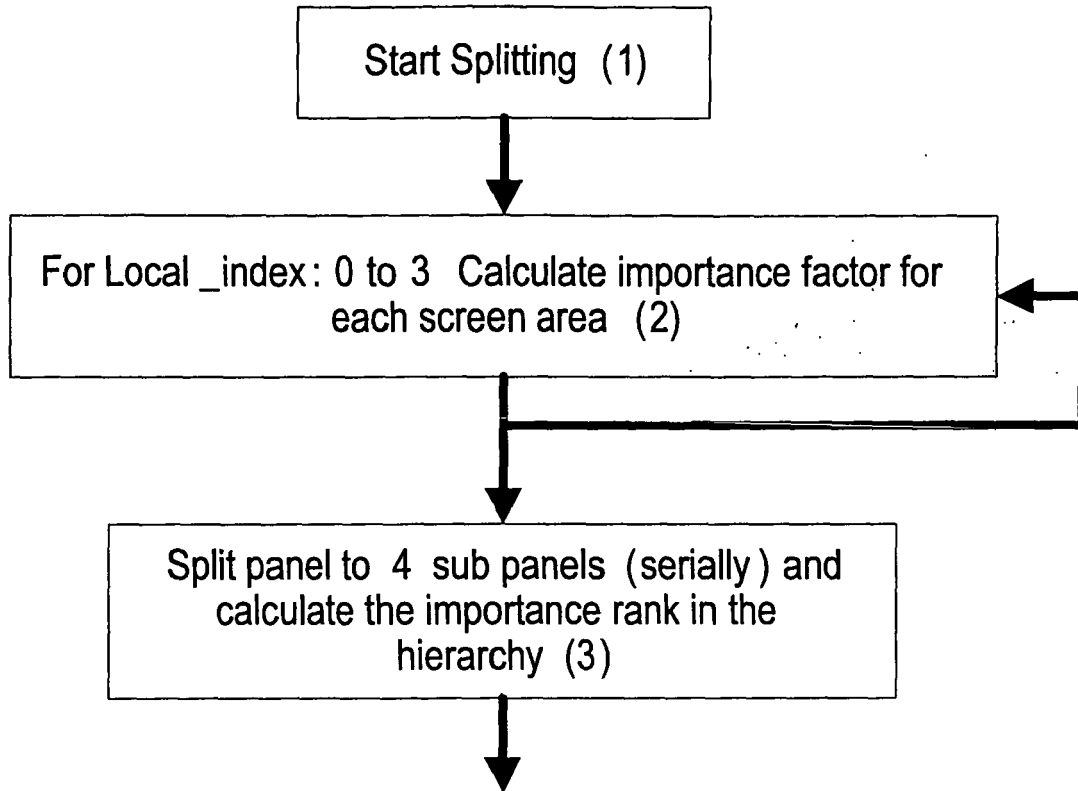 Start Splitting (1)
For Local _index: 0 to 3 Calculate importance factor for
each screen area (2)
Split panel to 4 sub panels (serially) and
calculate the importance rank in the
hierarchy (3)